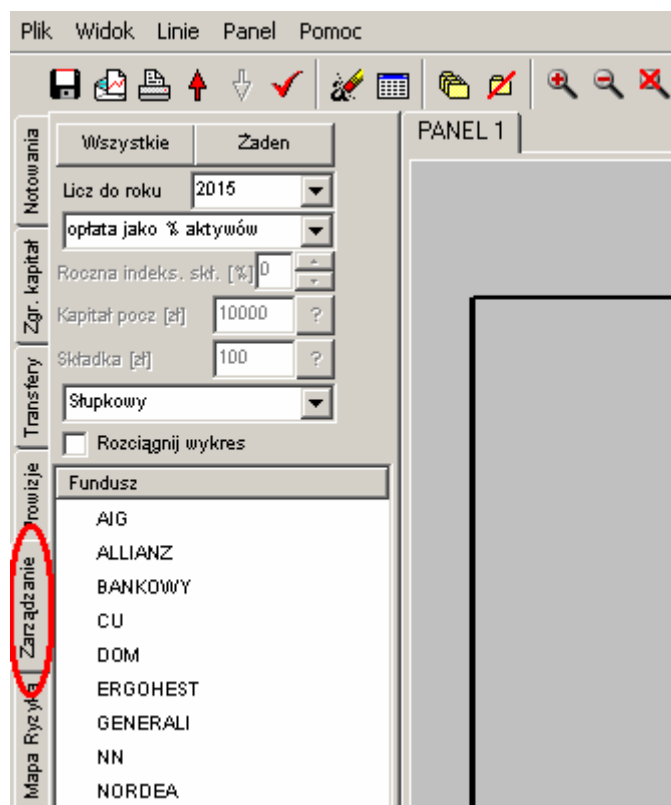 Plik Widok Linie Panel Pomoc
PANEL 1
Notowania
Zgr. kapitał
Transfery
Prowizje
Zarządzanie
Mapa Ryzyka
Wszystkie Żaden
Licz do roku 2015
opłata jako % aktywów
Roczna indeks. skł. [%] 0
Kapitał pocz [zł] 10000 ?
Składka [zł] 100 ?
Słupkowy
Rozciągnij wykres
Fundusz
AIG
ALLIANZ
BANKOWY
CU
DOM
ERGOHEST
GENERALI
NN
NORDEA